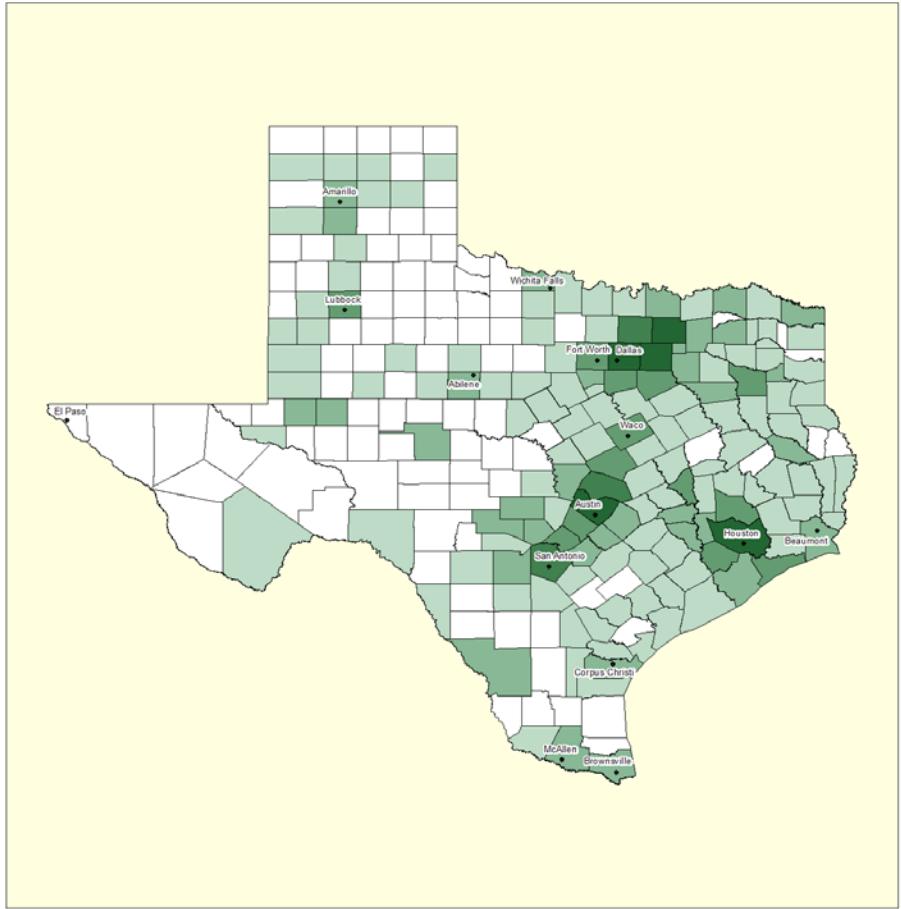 Amarillo
Wichita Falls
Lubbock
Fort Worth
Dallas
Abilene
El Paso
Waco
Austin
Houston
Beaumont
San Antonio
Corpus Christi
McAllen
Brownsville